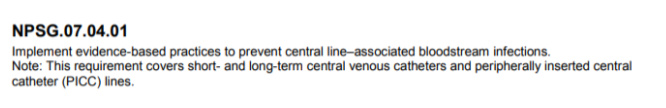 NPSG.07.04.01
Implement evidence-based practices to prevent central line–associated bloodstream infections.
Note: This requirement covers short- and long-term central venous catheters and peripherally inserted central
catheter (PICC) lines.